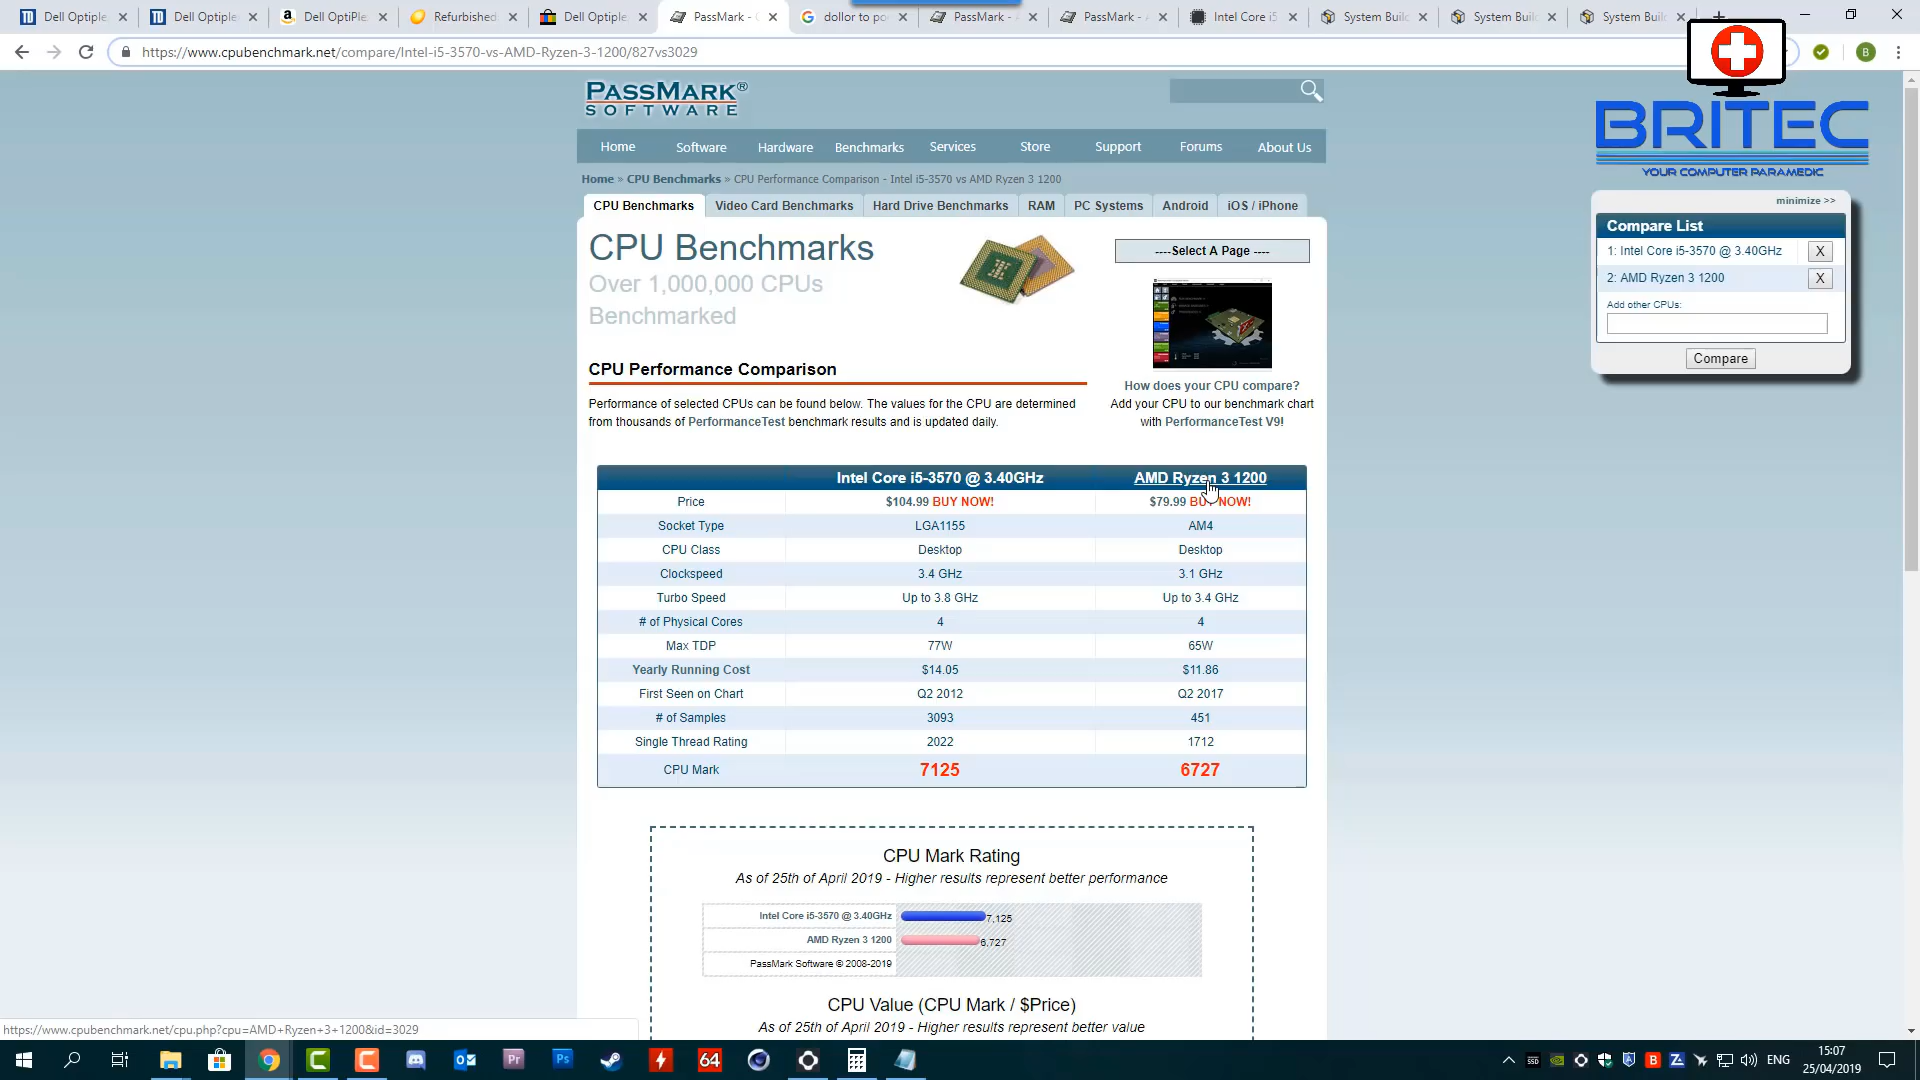 Dell Optiple
Dell Optiplex
Dell OptiPle
Refurbished
Dell Optiple
PassMark - C
dollor to po
PassMark - A
PassMark - A
Intel Core i5
System Buil
System Buil
System Buil
https://www.cpubenchmark.net/compare/Intel-i5-3570-vs-AMD-Ryzen-3-1200/827vs3029
B
BRITEC
YOUR COMPUTER PARAMEDIC
PASSMARK®
SOFTWARE
Home Software Hardware Benchmarks Services Store Support Forums About Us
Home » CPU Benchmarks » CPU Performance Comparison - Intel i5-3570 vs AMD Ryzen 3 1200
CPU Benchmarks Video Card Benchmarks Hard Drive Benchmarks RAM PC Systems Android iOS / iPhone
CPU Benchmarks
Over 1,000,000 CPUs
Benchmarked
----Select A Page ----
How does your CPU compare?
Add your CPU to our benchmark chart
with PerformanceTest V9!
minimize >>
Compare List
1: Intel Core i5-3570 @ 3.40GHz X
2: AMD Ryzen 3 1200 X
Add other CPUs:
Compare
CPU Performance Comparison
Performance of selected CPUs can be found below. The values for the CPU are determined
from thousands of PerformanceTest benchmark results and is updated daily.
Intel Core i5-3570 @ 3.40GHz AMD Ryzen 3 1200
Price $104.99 BUY NOW! $79.99 BUY NOW!
Socket Type LGA1155 AM4
CPU Class Desktop Desktop
Clockspeed 3.4 GHz 3.1 GHz
Turbo Speed Up to 3.8 GHz Up to 3.4 GHz
# of Physical Cores 4 4
Max TDP 77W 65W
Yearly Running Cost $14.05 $11.86
First Seen on Chart Q2 2012 Q2 2017
# of Samples 3093 451
Single Thread Rating 2022 1712
CPU Mark 7125 6727
CPU Mark Rating
As of 25th of April 2019 - Higher results represent better performance
Intel Core i5-3570 @ 3.40GHz 7,125
AMD Ryzen 3 1200 6,727
PassMark Software © 2008-2019
CPU Value (CPU Mark / $Price)
As of 25th of April 2019 - Higher results represent better value
https://www.cpubenchmark.net/cpu.php?cpu=AMD+Ryzen+3+1200&id=3029
Pr
Ps
64
ENG
15:07
25/04/2019